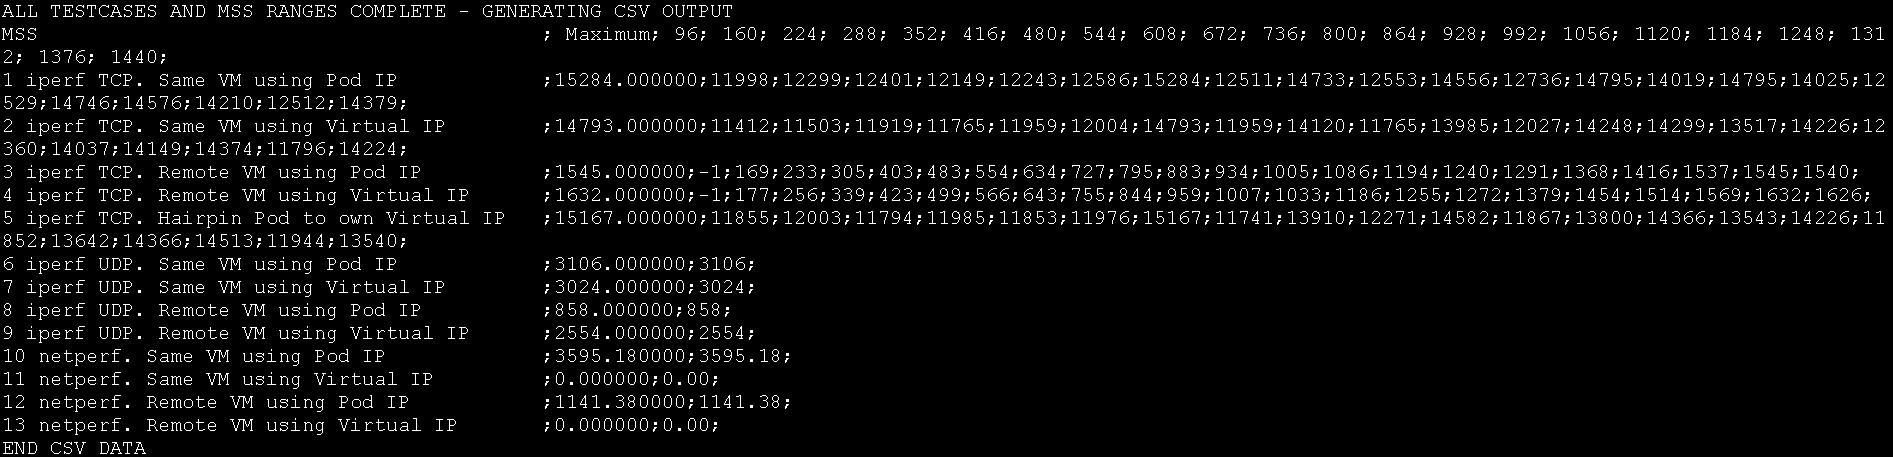 ALL TESTCASES AND MSS RANGES COMPLETE - GENERATING CSV OUTPUT
MSS                                          ; Maximum; 96; 160; 224; 288; 352; 416; 480; 544; 608; 672; 736; 800; 864; 928; 992; 1056; 1120; 1184; 1248; 131
2; 1376; 1440;
1 iperf TCP. Same VM using Pod IP            ;15284.000000;11998;12299;12401;12149;12243;12586;15284;12511;14733;12553;14556;12736;14795;14019;14795;14025;12
529;14746;14576;14210;12512;14379;
2 iperf TCP. Same VM using Virtual IP        ;14793.000000;11412;11503;11919;11765;11959;12004;14793;11959;14120;11765;13985;12027;14248;14299;13517;14226;12
360;14037;14149;14374;11796;14224;
3 iperf TCP. Remote VM using Pod IP          ;1545.000000;-1;169;233;305;403;483;554;634;727;795;883;934;1005;1086;1194;1240;1291;1368;1416;1537;1545;1540;
4 iperf TCP. Remote VM using Virtual IP      ;1632.000000;-1;177;256;339;423;499;566;643;755;844;959;1007;1033;1186;1255;1272;1379;1454;1514;1569;1632;1626;
5 iperf TCP. Hairpin Pod to own Virtual IP   ;15167.000000;11855;12003;11794;11985;11853;11976;15167;11741;13910;12271;14582;11867;13800;14366;13543;14226;11
852;13642;14366;14513;11944;13540;
6 iperf UDP. Same VM using Pod IP            ;3106.000000;3106;
7 iperf UDP. Same VM using Virtual IP        ;3024.000000;3024;
8 iperf UDP. Remote VM using Pod IP          ;858.000000;858;
9 iperf UDP. Remote VM using Virtual IP      ;2554.000000;2554;
10 netperf. Same VM using Pod IP             ;3595.180000;3595.18;
11 netperf. Same VM using Virtual IP         ;0.000000;0.00;
12 netperf. Remote VM using Pod IP           ;1141.380000;1141.38;
13 netperf. Remote VM using Virtual IP       ;0.000000;0.00;
END CSV DATA